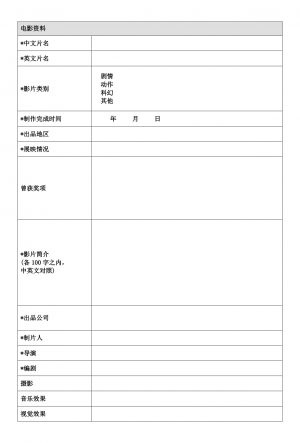 电影资料
*中文片名
*英文片名
*影片类别
剧情
动作
科幻
其他
*制作完成时间 年 月 日
*出品地区
*展映情况
曾获奖项
*影片简介
(各 100 字之内,
中英文对照)
*出品公司
*制片人
*导演
*编剧
摄影
音乐效果
视觉效果